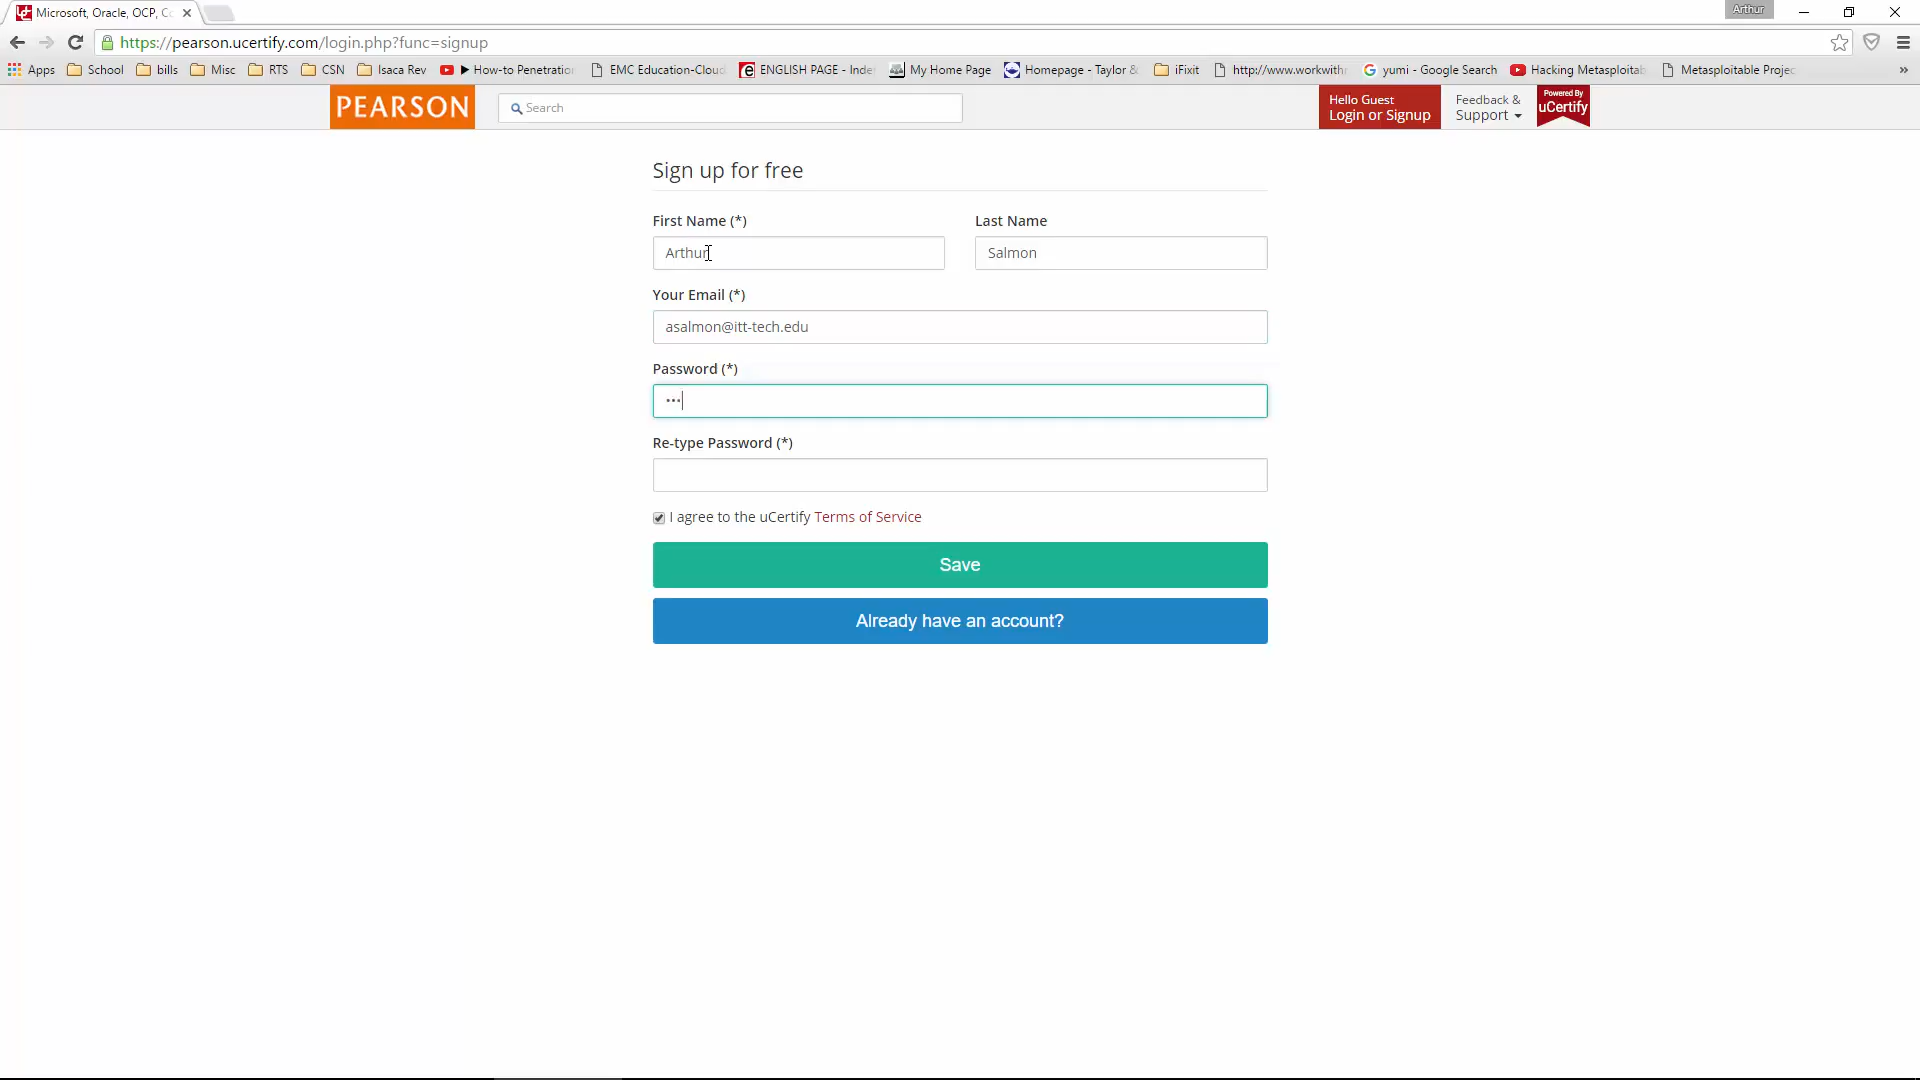 Microsoft, Oracle, OCP, Cc
Arthur
https://pearson.ucertify.com/login.php?func=signup
Apps School bills Misc RTS CSN Isaca Rev ▶ How-to Penetration EMC Education-Cloud ENGLISH PAGE - Inde My Home Page Homepage - Taylor & iFixit http://www.workwith yumi - Google Search Hacking Metasploitab Metasploitable Projec »
PEARSON
Search
Hello Guest
Login or Signup
Feedback &
Support
Powered By
uCertify
Sign up for free
First Name (*) Last Name
Arthur Salmon
Your Email (*)
asalmon@itt-tech.edu
Password (*)
•••
Re-type Password (*)
I agree to the uCertify Terms of Service
Save
Already have an account?